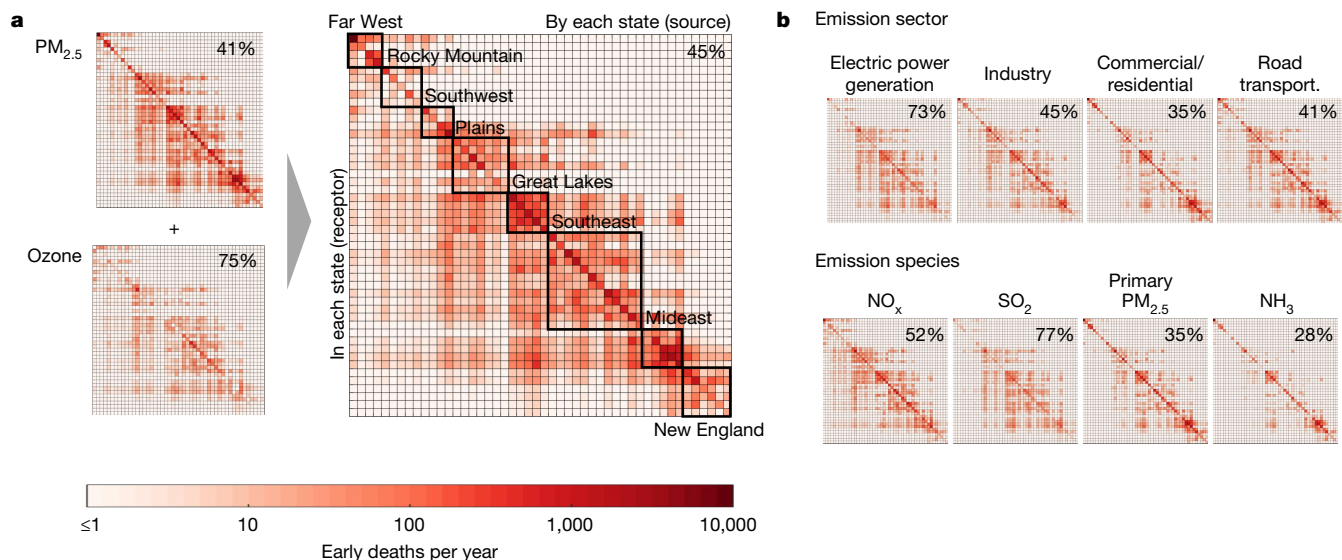 a
PM2.5
41%
+
Ozone
75%
Far West
By each state (source)
45%
Rocky Mountain
Southwest
Plains
Great Lakes
Southeast
Mideast
New England
In each state (receptor)
≤1
10
100
1,000
10,000
Early deaths per year
b
Emission sector
Electric power
generation
73%
Industry
45%
Commercial/
residential
35%
Road
transport.
41%
Emission species
NOx
52%
SO2
77%
Primary
PM2.5
35%
NH3
28%